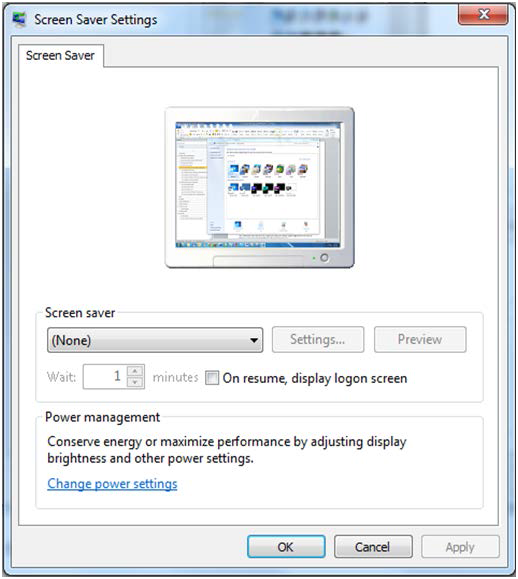 Screen Saver Settings
Screen Saver
Screen saver
(None)
Settings...
Preview
Wait: 1 minutes On resume, display logon screen
Power management
Conserve energy or maximize performance by adjusting display
brightness and other power settings.
Change power settings
OK Cancel Apply